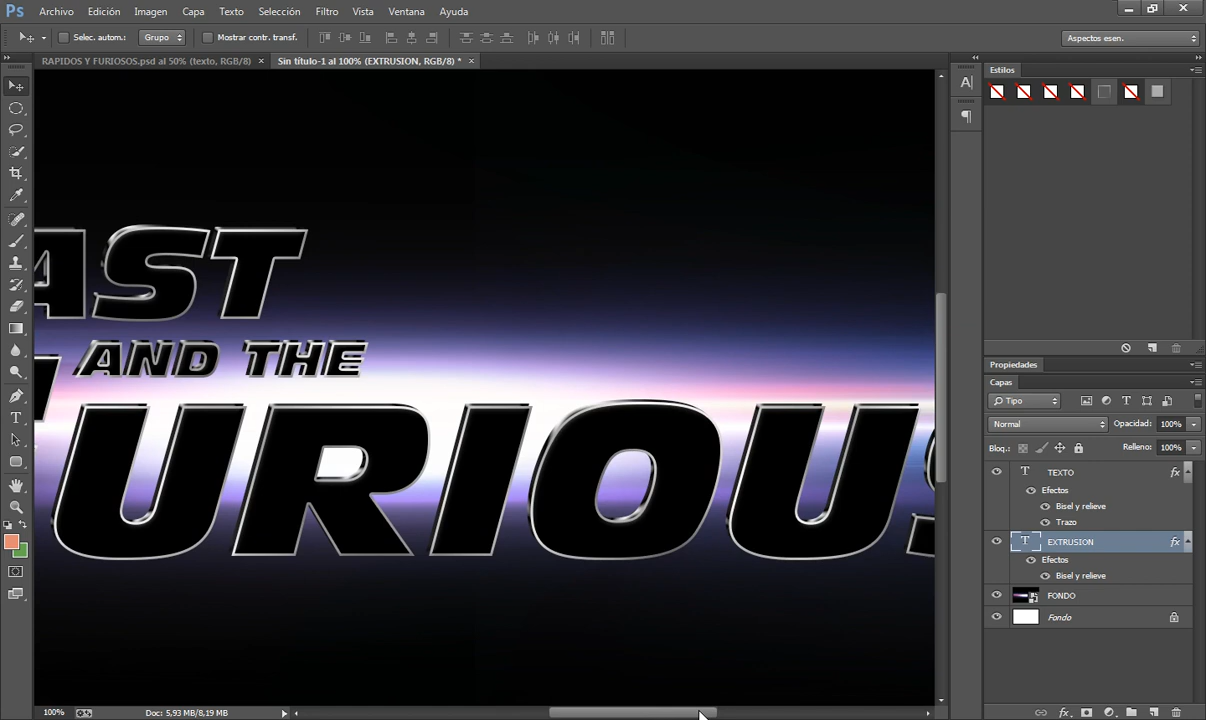 Ps Archivo Edición Imagen Capa Texto Selección Filtro Vista Ventana Ayuda
Selec. autom.: Grupo Mostrar contr. transf. Aspectos esen.
RAPIDOS Y FURIOSOS.psd al 50% (texto, RGB/8) × Sin título-1 al 100% (EXTRUSION, RGB/8) * ×
Estilos
AST
AND THE
URIOUS
Propiedades
Capas
Tipo
Normal Opacidad: 100%
Bloq.: Relleno: 100%
T TEXTO fx
Efectos
Bisel y relieve
Trazo
T EXTRUSION fx
Efectos
Bisel y relieve
FONDO
Fondo
100% Doc: 5,93 MB/8,19 MB